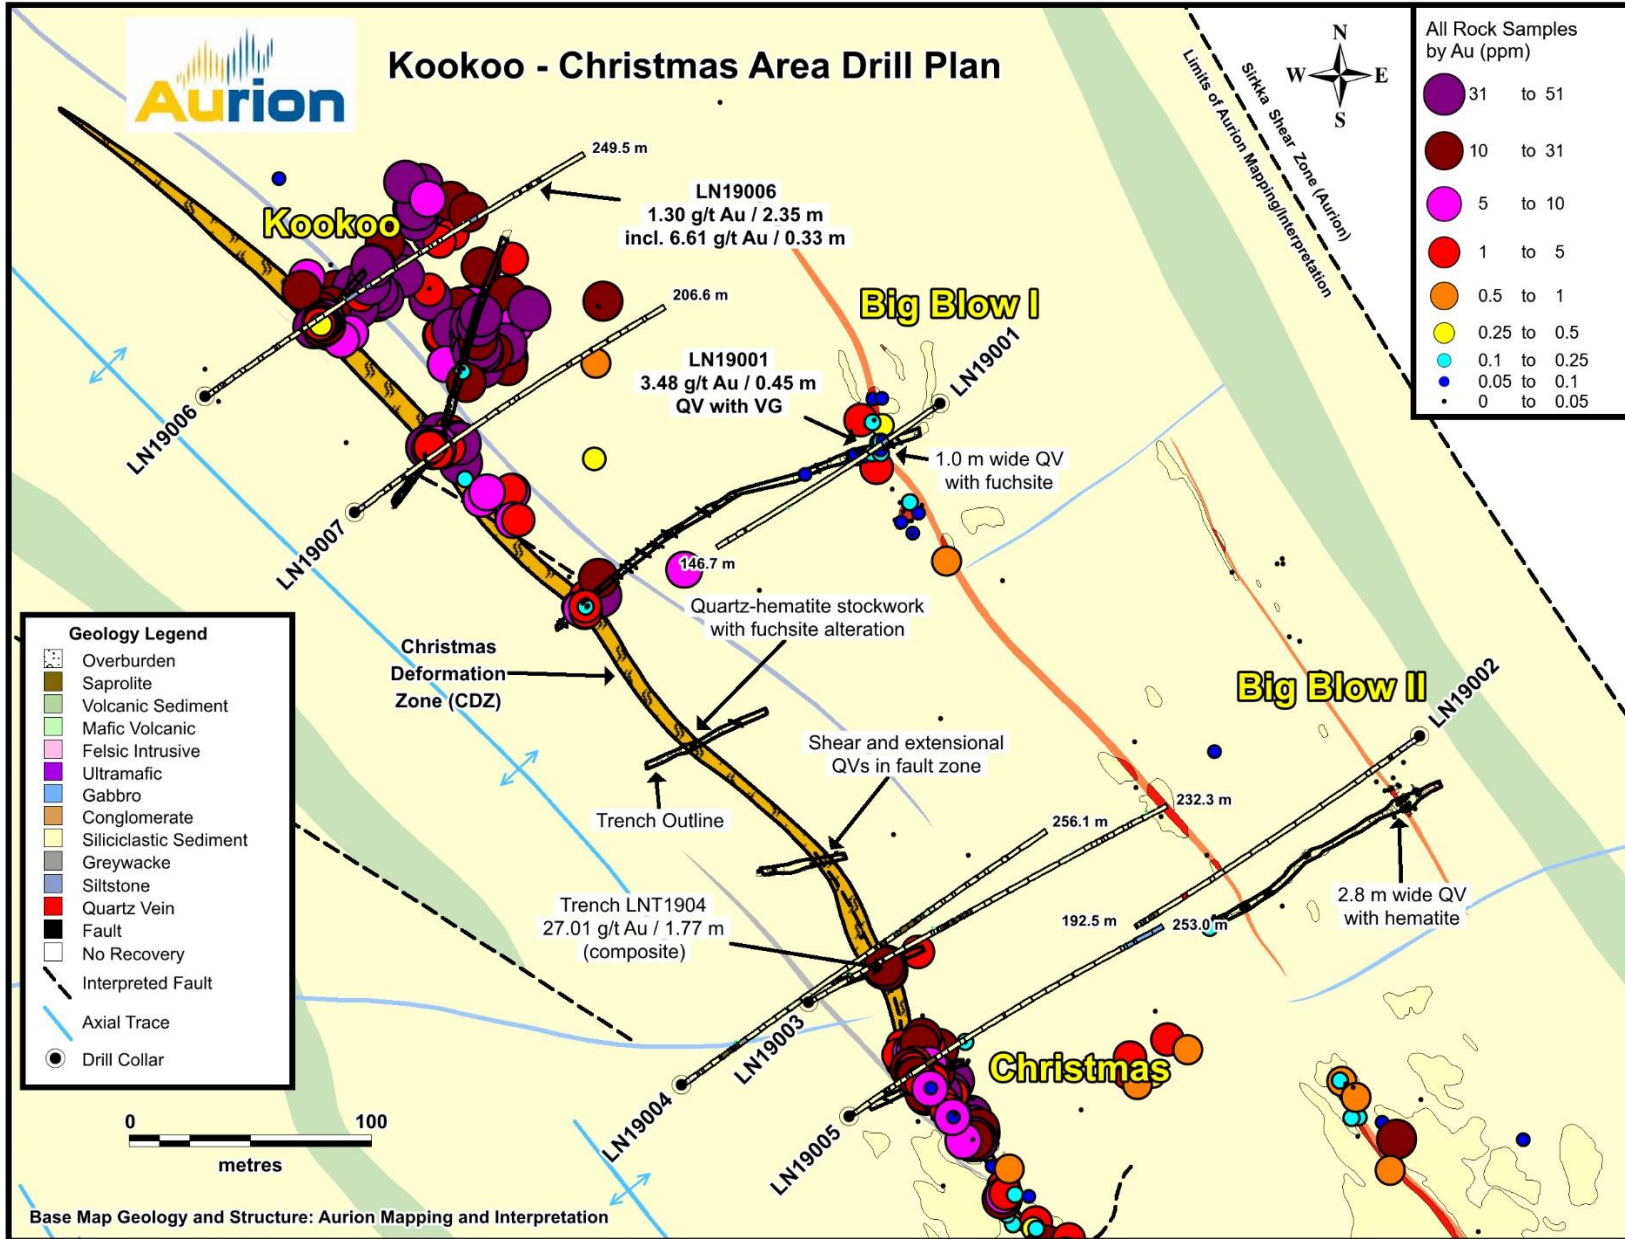 Aurion
Kookoo - Christmas Area Drill Plan
N
W E
S
Sirkka Shear Zone (Aurion)
Limits of Aurion Mapping/Interpretation
All Rock Samples
by Au (ppm)
31 to 51
10 to 31
5 to 10
1 to 5
0.5 to 1
0.25 to 0.5
0.1 to 0.25
0.05 to 0.1
0 to 0.05
249.5 m
LN19006
1.30 g/t Au / 2.35 m
incl. 6.61 g/t Au / 0.33 m
Kookoo
206.6 m
Big Blow I
LN19001
LN19001
3.48 g/t Au / 0.45 m
QV with VG
LN19006
1.0 m wide QV
with fuchsite
LN19007
146.7 m
Quartz-hematite stockwork
with fuchsite alteration
Christmas
Deformation
Zone (CDZ)
Big Blow II
LN19002
Shear and extensional
QVs in fault zone
Trench Outline
232.3 m
256.1 m
Trench LNT1904
27.01 g/t Au / 1.77 m
(composite)
192.5 m
253.0 m
2.8 m wide QV
with hematite
LN19003
LN19004
LN19005
Christmas
Geology Legend
Overburden
Saprolite
Volcanic Sediment
Mafic Volcanic
Felsic Intrusive
Ultramafic
Gabbro
Conglomerate
Siliciclastic Sediment
Greywacke
Siltstone
Quartz Vein
Fault
No Recovery
Interpreted Fault
Axial Trace
Drill Collar
0 100
metres
Base Map Geology and Structure: Aurion Mapping and Interpretation